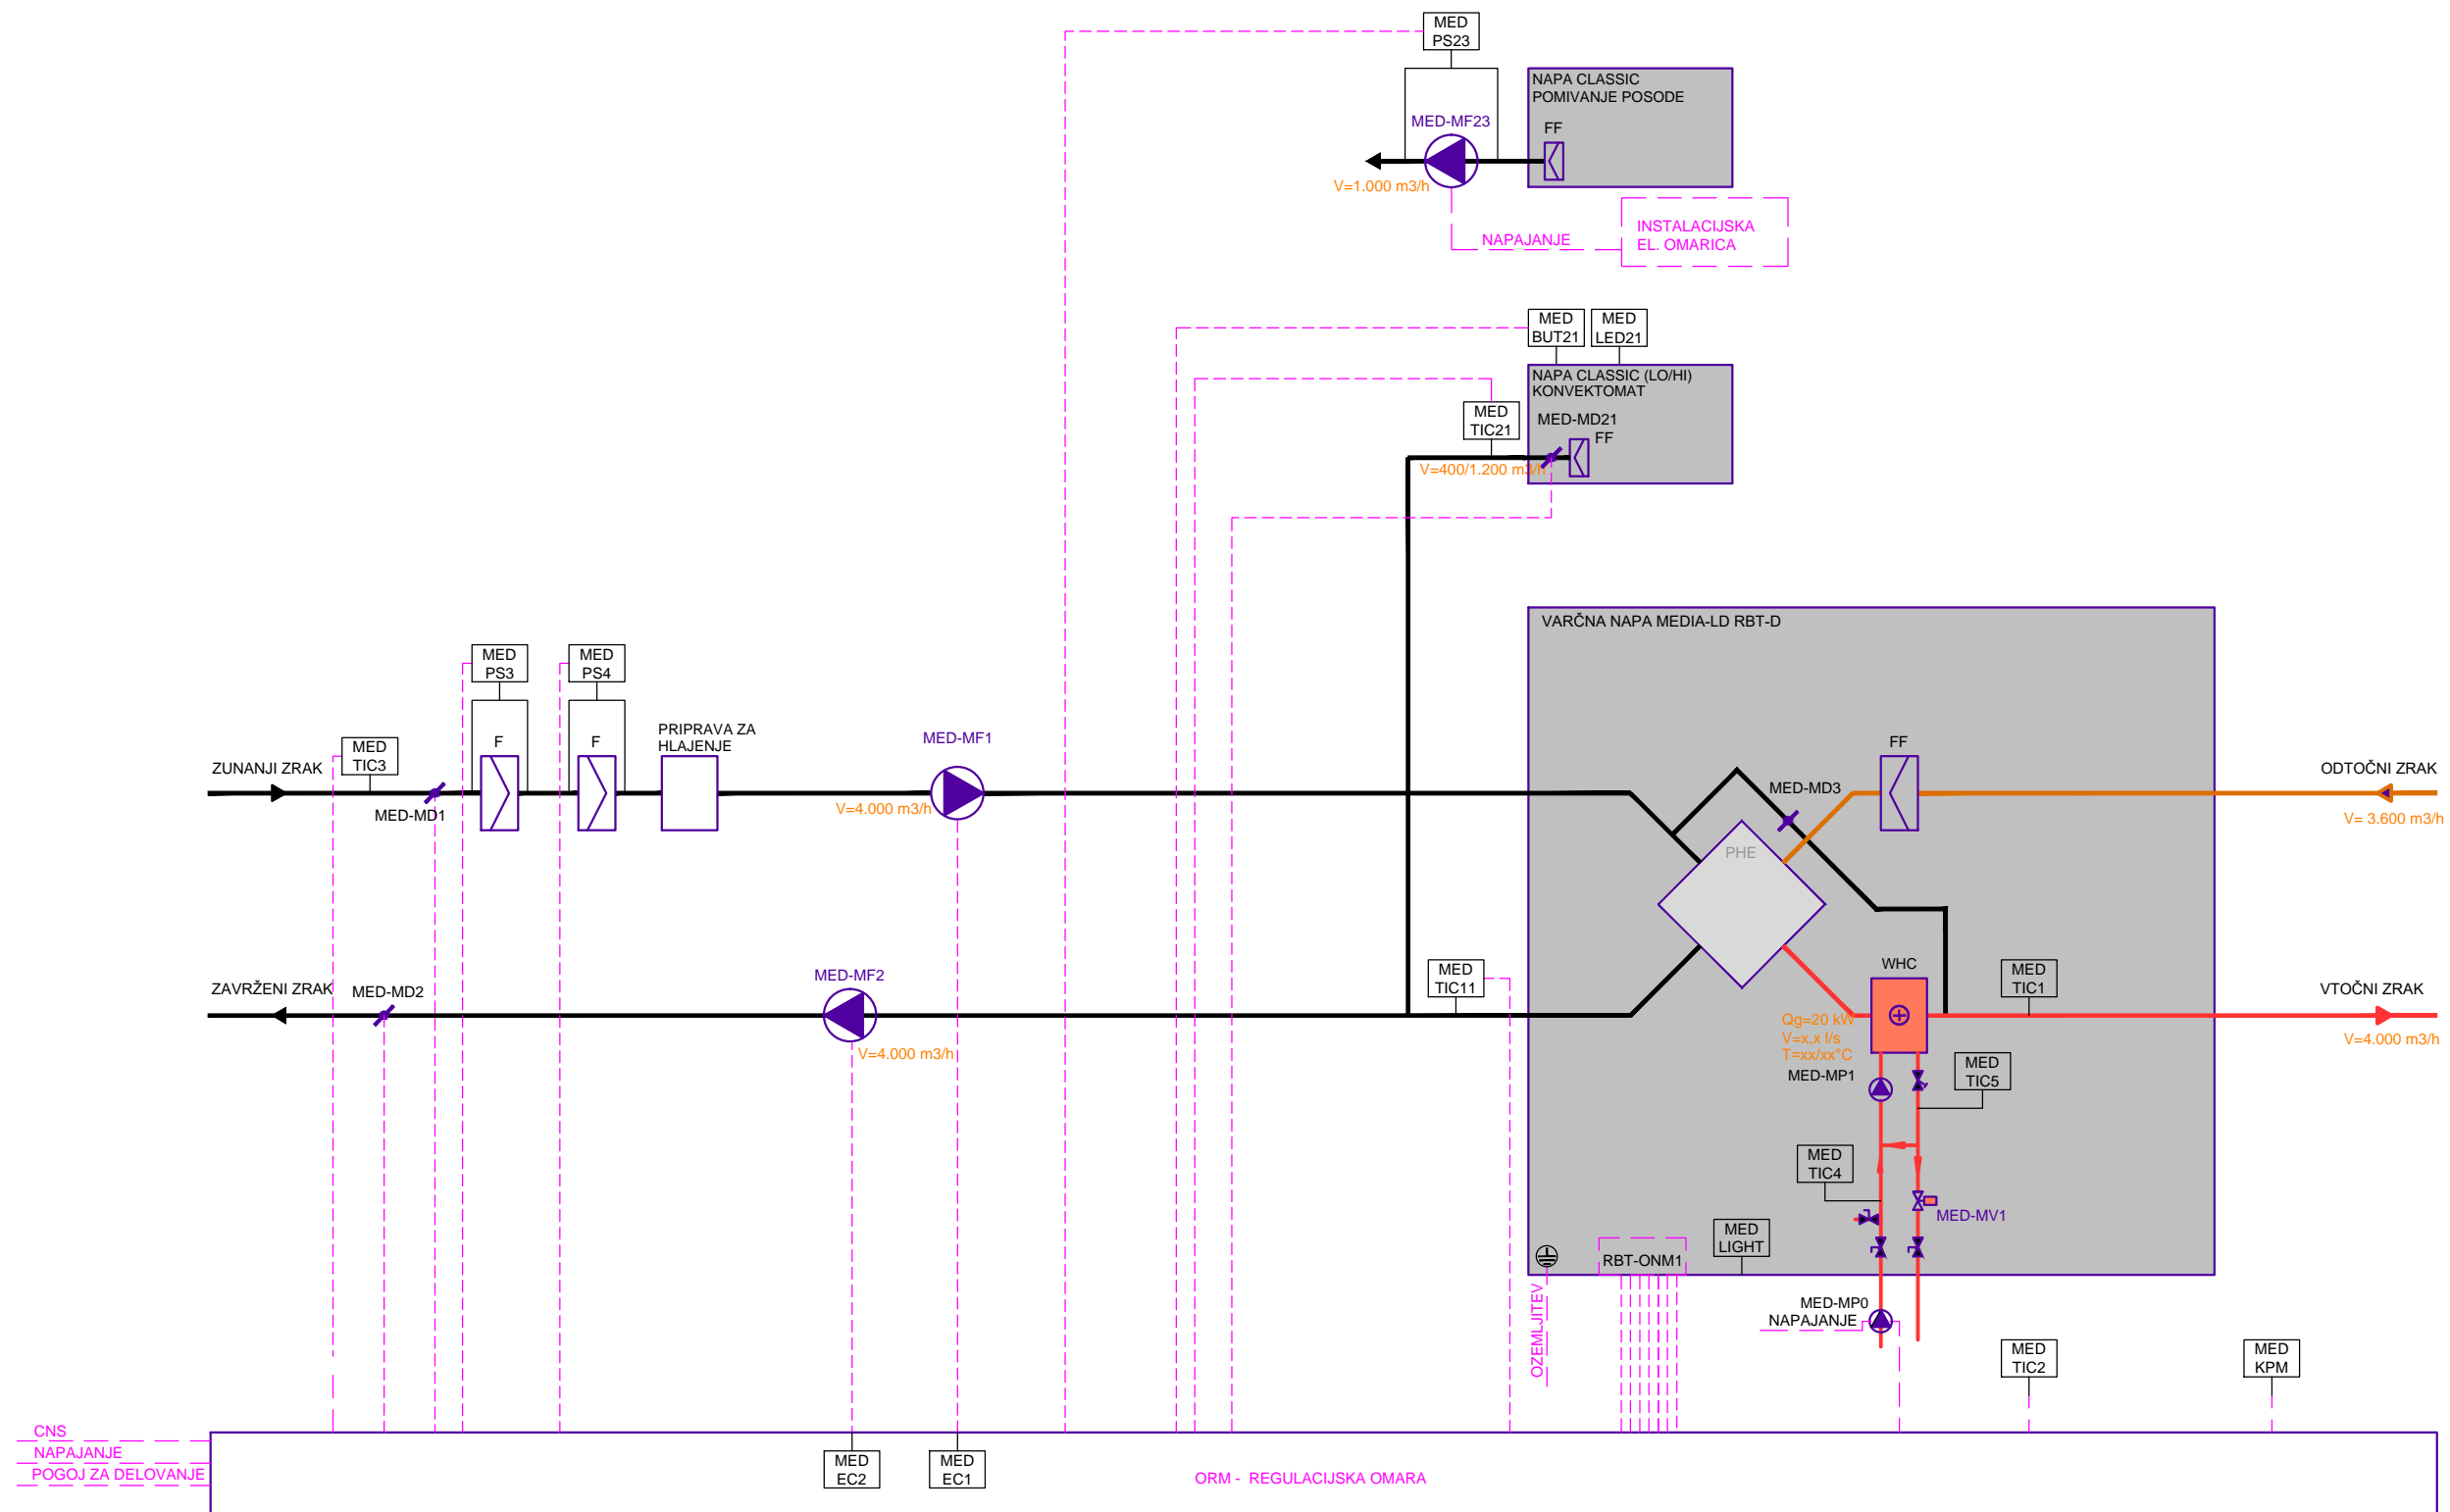 MED
PS23
NAPA CLASSIC
POMIVANJE POSODE
MED-MF23
FF
V=1.000 m3/h
INSTALACIJSKA
EL. OMARICA
NAPAJANJE
MED
BUT21
MED
LED21
NAPA CLASSIC (LO/HI)
KONVEKTOMAT
MED
TIC21
MED-MD21
FF
V=400/1.200 m3/h
VARČNA NAPA MEDIA-LD RBT-D
MED
PS3
MED
PS4
F
F
PRIPRAVA ZA
HLAJENJE
MED
TIC3
ZUNANJI ZRAK
MED-MD1
MED-MF1
V=4.000 m3/h
MED-MD3
FF
ODTOČNI ZRAK
V= 3.600 m3/h
PHE
ZAVRŽENI ZRAK
MED-MD2
MED-MF2
V=4.000 m3/h
MED
TIC11
WHC
MED
TIC1
VTOČNI ZRAK
V=4.000 m3/h
Qg=20 kW
V=x,x l/s
T=xx/xx°C
MED-MP1
MED
TIC5
MED
TIC4
MED-MV1
MED
LIGHT
RBT-ONM1
OZEMLJITEV
MED-MP0
NAPAJANJE
MED
TIC2
MED
KPM
CNS
NAPAJANJE
POGOJ ZA DELOVANJE
MED
EC2
MED
EC1
ORM - REGULACIJSKA OMARA